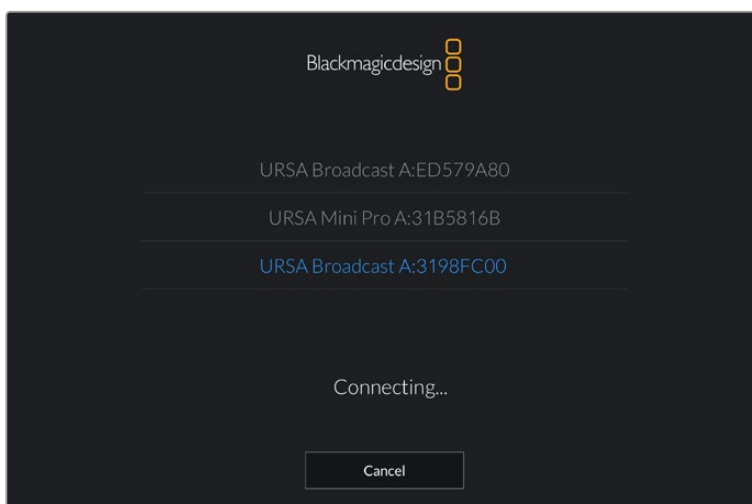 Blackmagicdesign
URSA Broadcast A:ED579A80
URSA Mini Pro A:31B5816B
URSA Broadcast A:3198FC00
Connecting...
Cancel